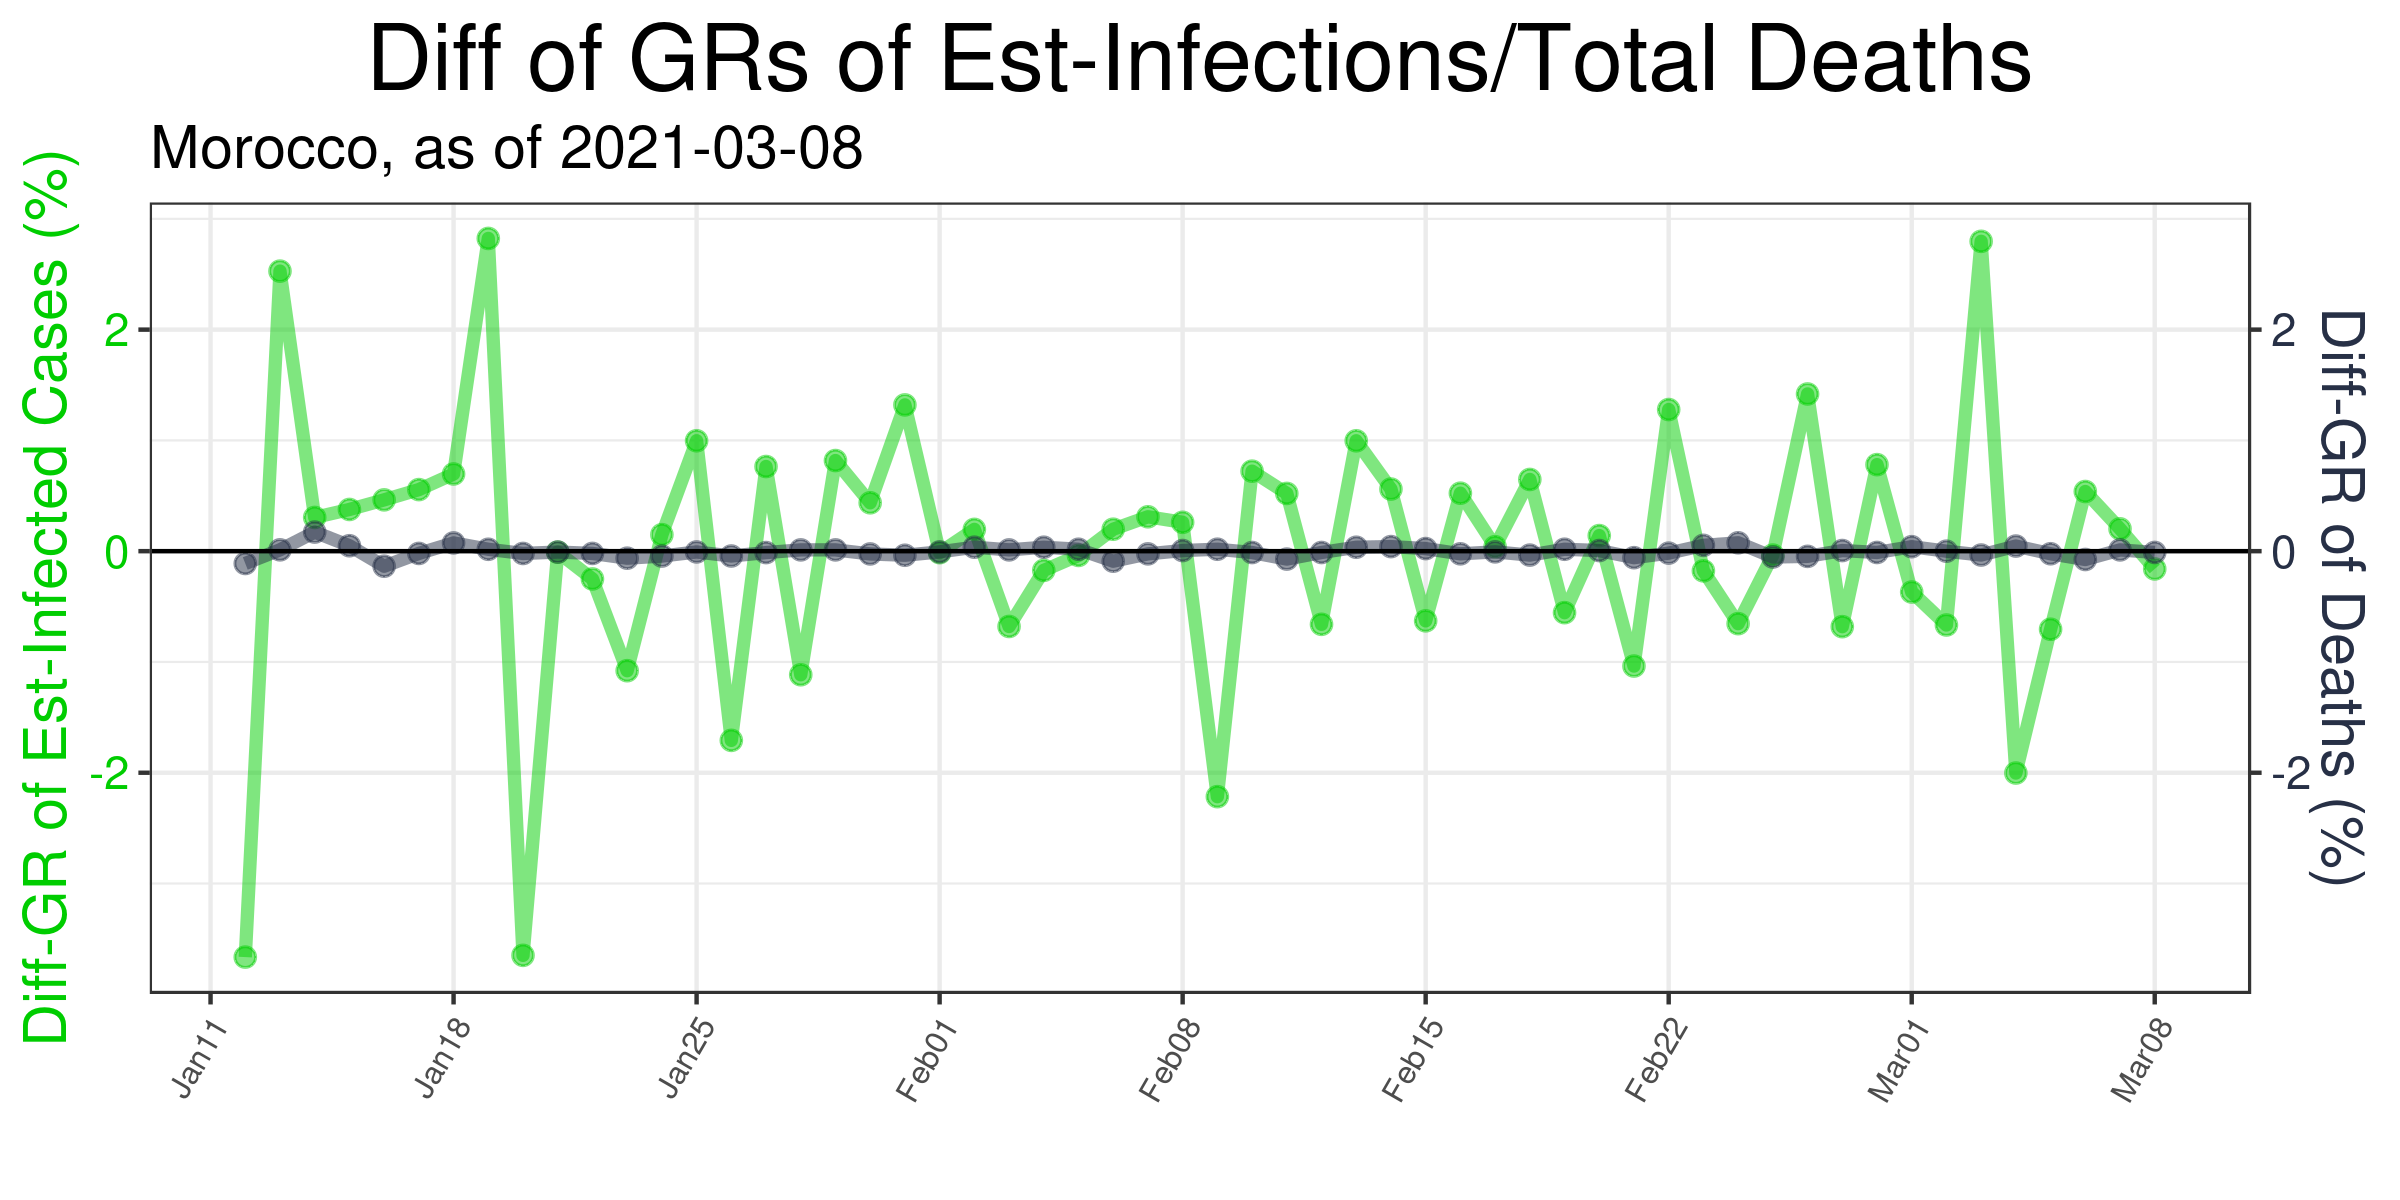 Diff of GRs of Est-Infections/Total Deaths
Morocco, as of 2021-03-08
Diff-GR of Est-Infected Cases (%)
2
0
-2
2
0
-2
Diff-GR of Deaths (%)
Jan11
Jan18
Jan25
Feb01
Feb08
Feb15
Feb22
Mar01
Mar08